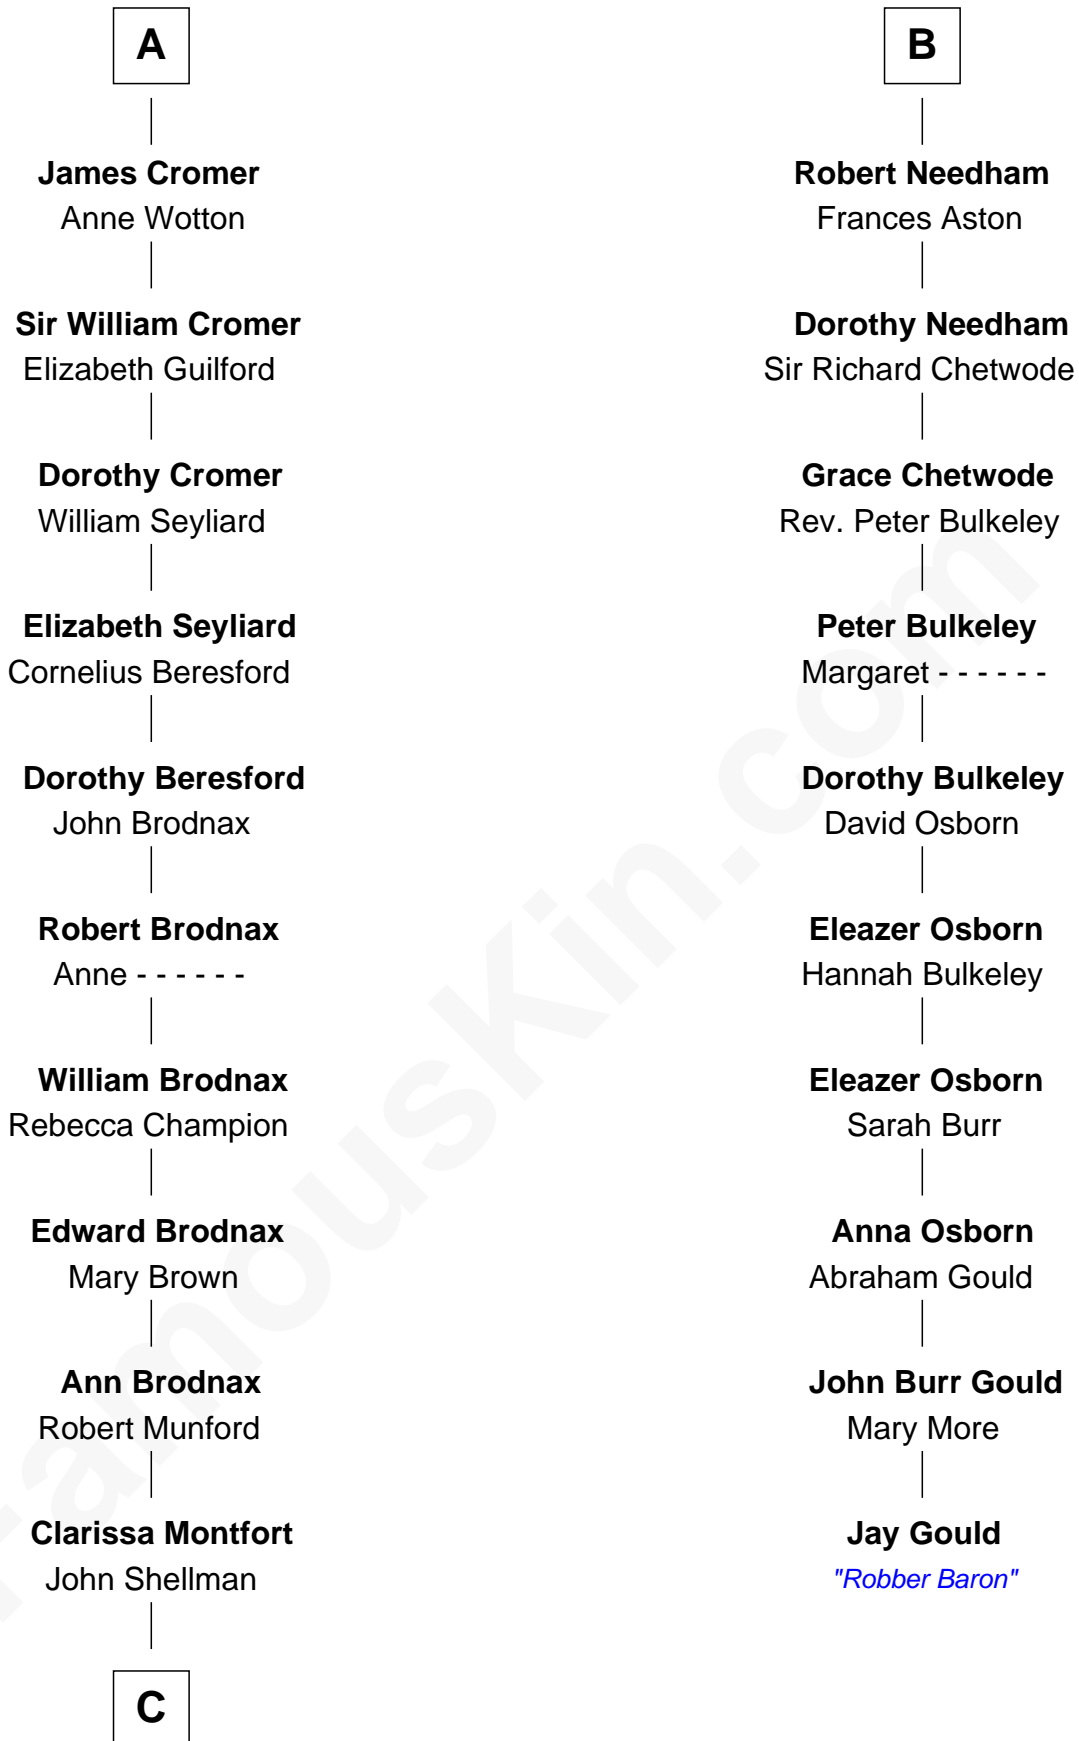 A
James Cromer
Anne Wotton
Sir William Cromer
Elizabeth Guilford
Dorothy Cromer
William Seyliard
Elizabeth Seyliard
Cornelius Beresford
Dorothy Beresford
John Brodnax
Robert Brodnax
Anne - - - - - -
William Brodnax
Rebecca Champion
Edward Brodnax
Mary Brown
Ann Brodnax
Robert Munford
Clarissa Montfort
John Shellman
C
B
Robert Needham
Frances Aston
Dorothy Needham
Sir Richard Chetwode
Grace Chetwode
Rev. Peter Bulkeley
Peter Bulkeley
Margaret - - - - - -
Dorothy Bulkeley
David Osborn
Eleazer Osborn
Hannah Bulkeley
Eleazer Osborn
Sarah Burr
Anna Osborn
Abraham Gould
John Burr Gould
Mary More
Jay Gould
"Robber Baron"
FamousKin.com